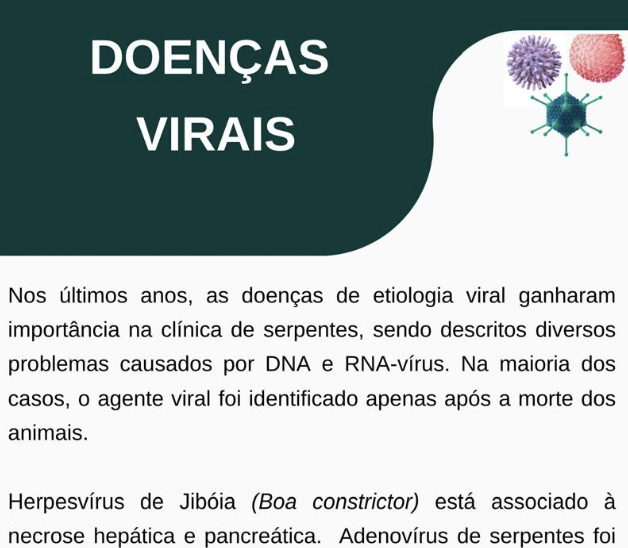 DOENÇAS
VIRAIS
Nos últimos anos, as doenças de etiologia viral ganharam
importância na clínica de serpentes, sendo descritos diversos
problemas causados por DNA e RNA-vírus. Na maioria dos
casos, o agente viral foi identificado apenas após a morte dos
animais.
Herpesvírus de Jibóia (Boa constrictor) está associado à
necrose hepática e pancreática. Adenovírus de serpentes foi